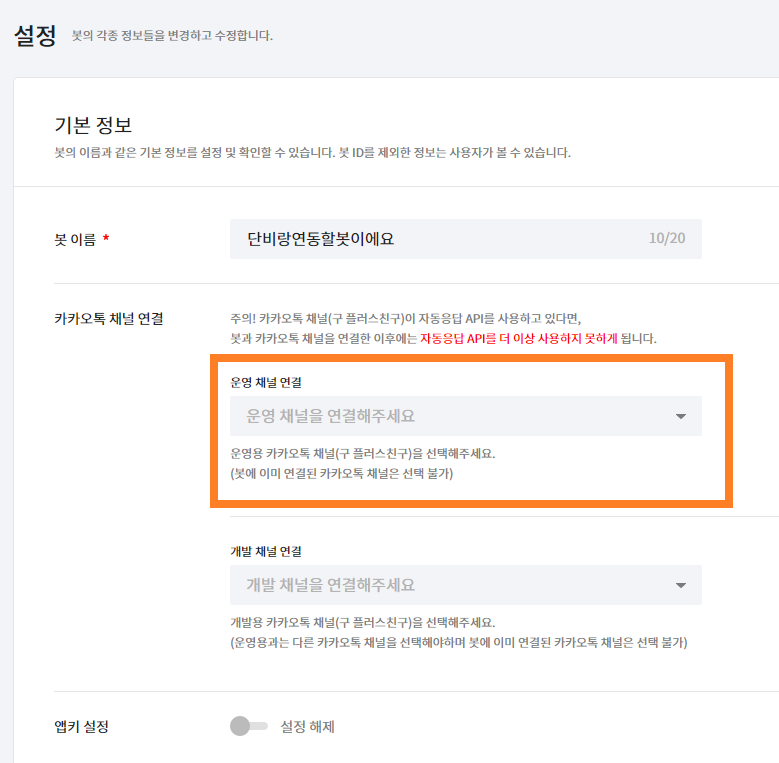 설정 봇의 각종 정보들을 변경하고 수정합니다.
기본 정보
봇의 이름과 같은 기본 정보를 설정 및 확인할 수 있습니다. 봇 ID를 제외한 정보는 사용자가 볼 수 있습니다.
봇 이름 * 단비랑연동할봇이에요 10/20
카카오톡 채널 연결 주의! 카카오톡 채널(구 플러스친구)이 자동응답 API를 사용하고 있다면,
봇과 카카오톡 채널을 연결한 이후에는 자동응답 API를 더 이상 사용하지 못하게 됩니다.
운영 채널 연결
운영 채널을 연결해주세요
운영용 카카오톡 채널(구 플러스친구)을 선택해주세요.
(봇에 이미 연결된 카카오톡 채널은 선택 불가)
개발 채널 연결
개발 채널을 연결해주세요
개발용 카카오톡 채널(구 플러스친구)을 선택해주세요.
(운영용과는 다른 카카오톡 채널을 선택해야하며 봇에 이미 연결된 카카오톡 채널은 선택 불가)
앱키 설정 설정 해제